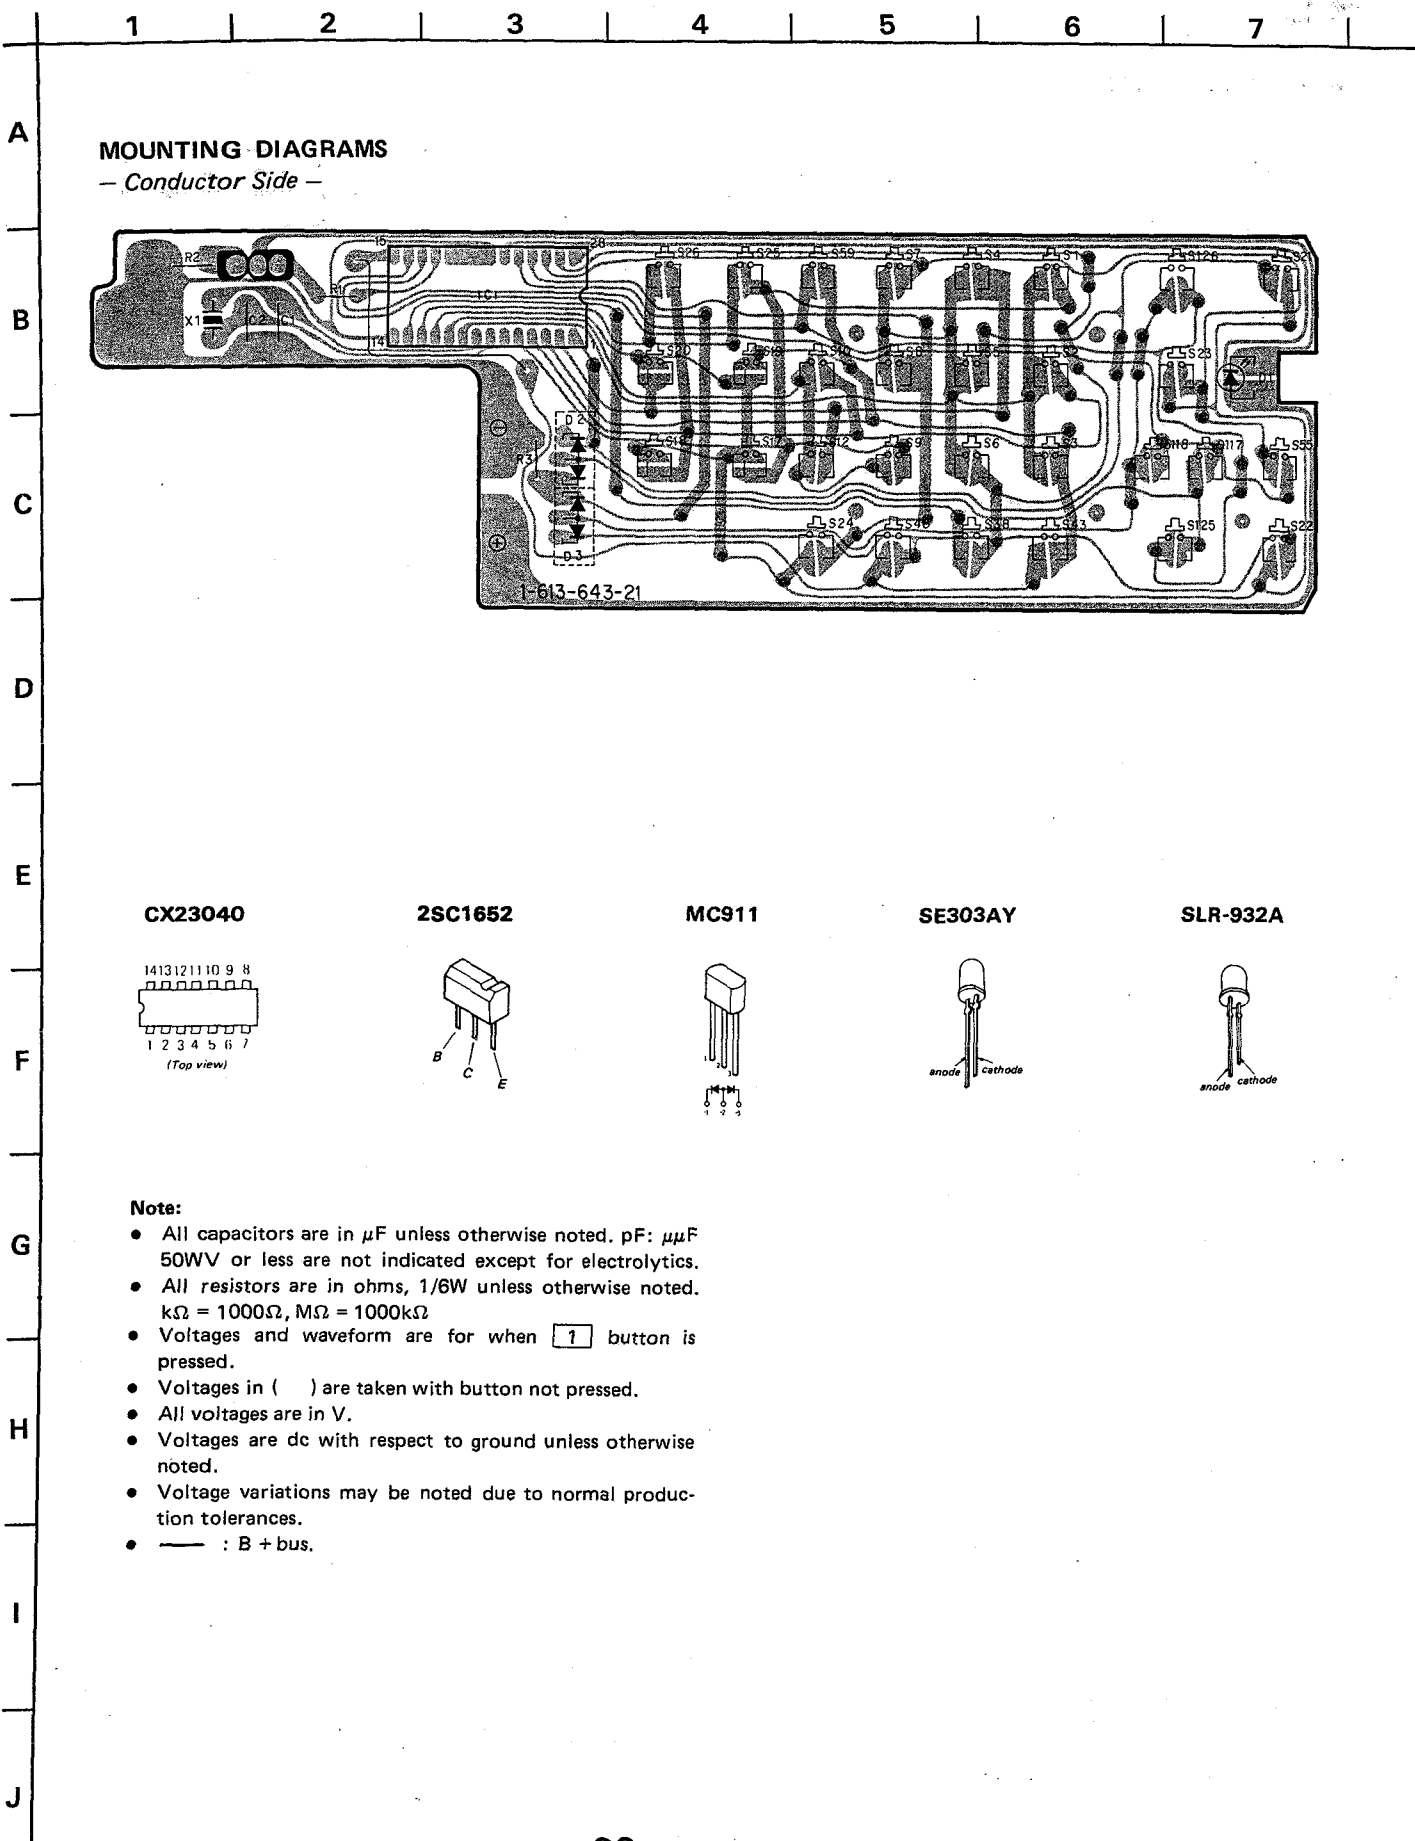 1 2 3 4 5 6 7
A
MOUNTING DIAGRAMS
— Conductor Side —
R2 15 28 S26 S25 S59 S7 S4 S1 S126 S21
B
R1 IC1
X1 C2 C1
14 S20 S10 S8 S2 S23
D2
S17 S12 S9 S6 S3 S117 S55
R3
C
S24 S43 S125 S22
D3
1-613-643-21
D
E
CX23040 2SC1652 MC911 SE303AY SLR-932A
14 13 12 11 10 9 8
1 2 3 4 5 6 7
(Top view)
B C E
1 2 3
anode cathode
anode cathode
F
Note:
● All capacitors are in μF unless otherwise noted. pF: μμF
50WV or less are not indicated except for electrolytics.
G
● All resistors are in ohms, 1/6W unless otherwise noted.
kΩ = 1000Ω, MΩ = 1000kΩ
● Voltages and waveform are for when 1 button is
pressed.
● Voltages in ( ) are taken with button not pressed.
● All voltages are in V.
H
● Voltages are dc with respect to ground unless otherwise
noted.
● Voltage variations may be noted due to normal produc-
tion tolerances.
● — : B + bus.
I
J